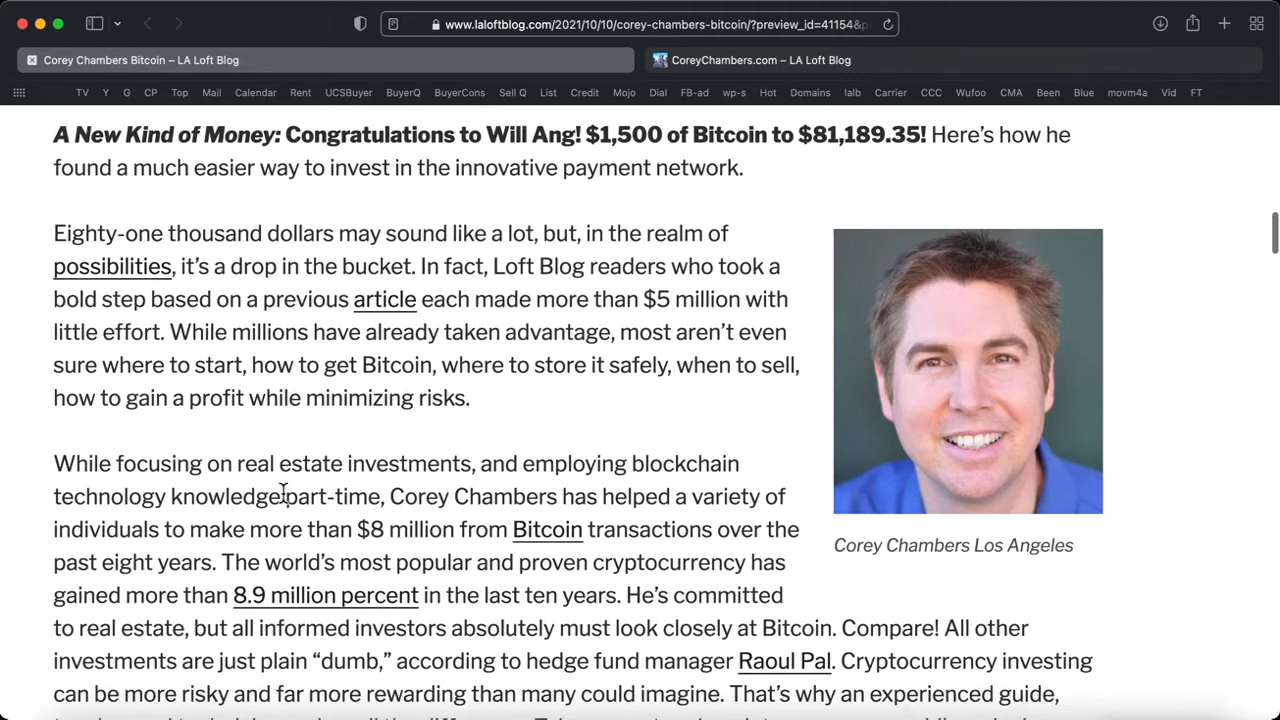 www.laloftblog.com/2021/10/10/corey-chambers-bitcoin/?preview_id=41154&p
Corey Chambers Bitcoin – LA Loft Blog
CoreyChambers.com – LA Loft Blog
TV Y G CP Top Mail Calendar Rent UCSBuyer BuyerQ BuyerCons Sell Q List Credit Mojo Dial FB-ad wp-s Hot Domains lalb Carrier CCC Wufoo CMA Been Blue movm4a Vid FT
A New Kind of Money: Congratulations to Will Ang! $1,500 of Bitcoin to $81,189.35! Here’s how he
found a much easier way to invest in the innovative payment network.
Eighty-one thousand dollars may sound like a lot, but, in the realm of
possibilities, it’s a drop in the bucket. In fact, Loft Blog readers who took a
bold step based on a previous article each made more than $5 million with
little effort. While millions have already taken advantage, most aren’t even
sure where to start, how to get Bitcoin, where to store it safely, when to sell,
how to gain a profit while minimizing risks.
While focusing on real estate investments, and employing blockchain
technology knowledge part-time, Corey Chambers has helped a variety of
individuals to make more than $8 million from Bitcoin transactions over the
past eight years. The world’s most popular and proven cryptocurrency has
gained more than 8.9 million percent in the last ten years. He’s committed
to real estate, but all informed investors absolutely must look closely at Bitcoin. Compare! All other
investments are just plain “dumb,” according to hedge fund manager Raoul Pal. Cryptocurrency investing
can be more risky and far more rewarding than many could imagine. That’s why an experienced guide,
Corey Chambers Los Angeles